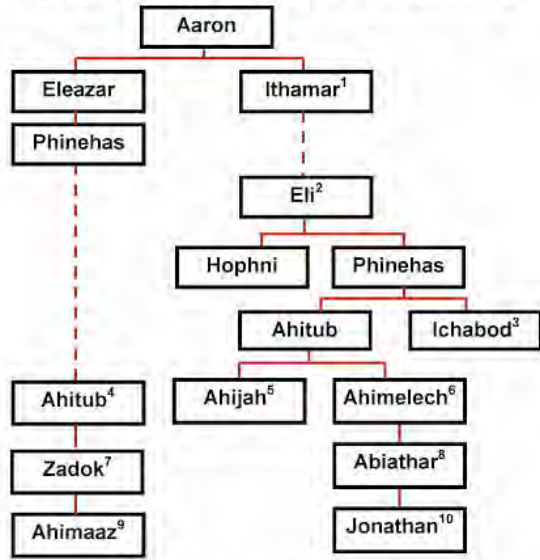 Aaron
Eleazar Ithamar¹
Phinehas
Eli²
Hophni Phinehas
Ahitub Ichabod³
Ahitub⁴ Ahijah⁵ Ahimelech⁶
Zadok⁷ Abiathar⁸
Ahimaaz⁹ Jonathan¹⁰